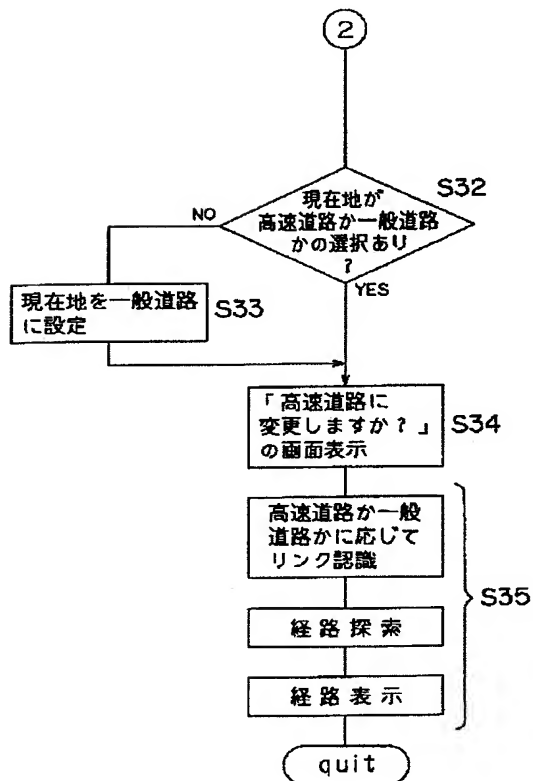 2
現在地が
高速道路か一般道路
かの選択あり
?
S32
NO
YES
現在地を一般道路
に設定
S33
「高速道路に
変更しますか?」
の画面表示
S34
高速道路か一般
道路かに応じて
リンク認識
S35
経路探索
経路表示
quit